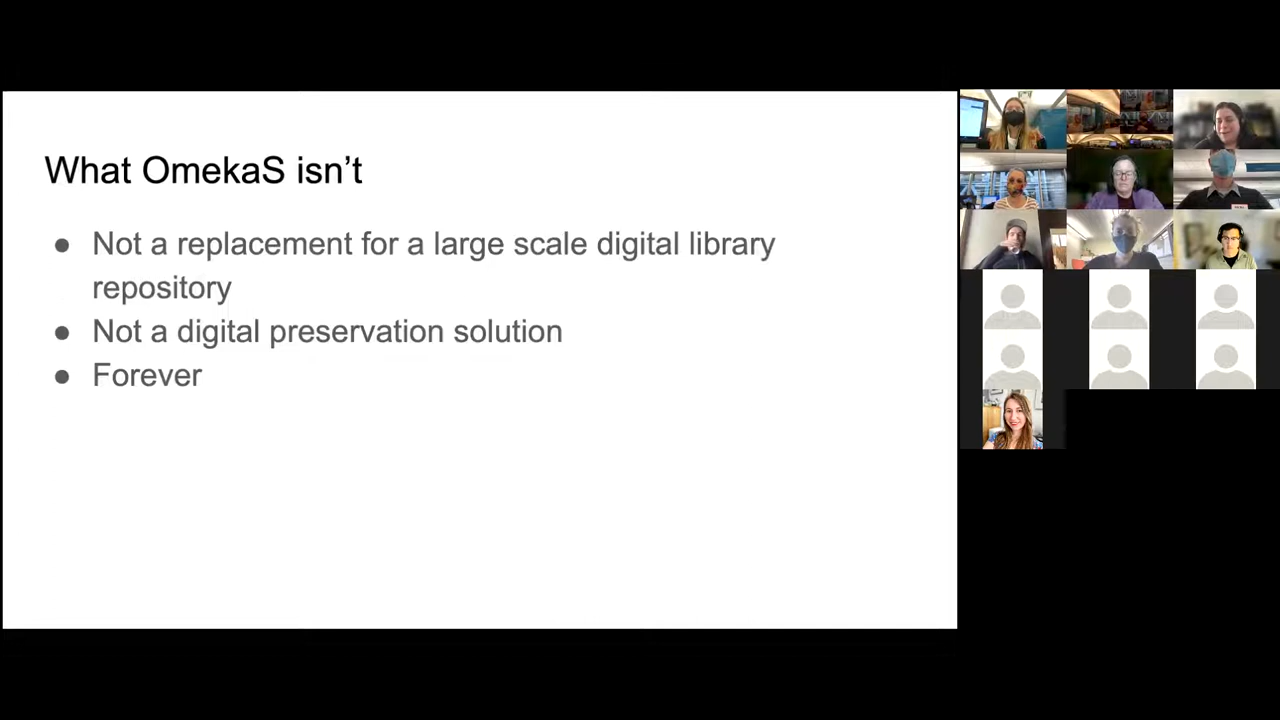 What OmekaS isn’t
● Not a replacement for a large scale digital library
repository
● Not a digital preservation solution
● Forever